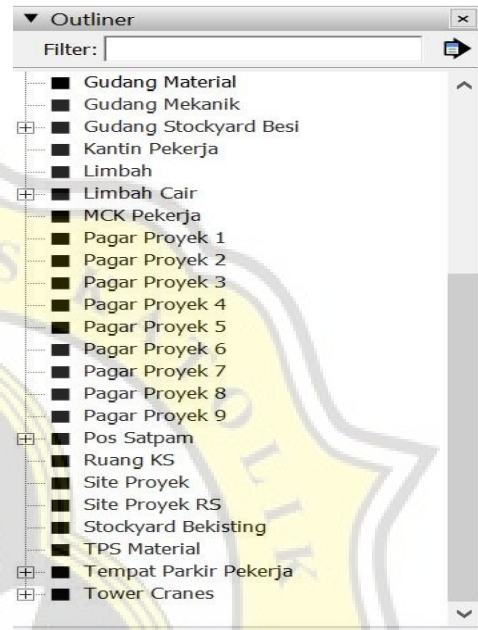 Outliner
Filter:
Gudang Material
Gudang Mekanik
Gudang Stockyard Besi
Kantin Pekerja
Limbah
Limbah Cair
MCK Pekerja
Pagar Proyek 1
Pagar Proyek 2
Pagar Proyek 3
Pagar Proyek 4
Pagar Proyek 5
Pagar Proyek 6
Pagar Proyek 7
Pagar Proyek 8
Pagar Proyek 9
Pos Satpam
Ruang KS
Site Proyek
Site Proyek RS
Stockyard Bekisting
TPS Material
Tempat Parkir Pekerja
Tower Cranes
S KATOLIK